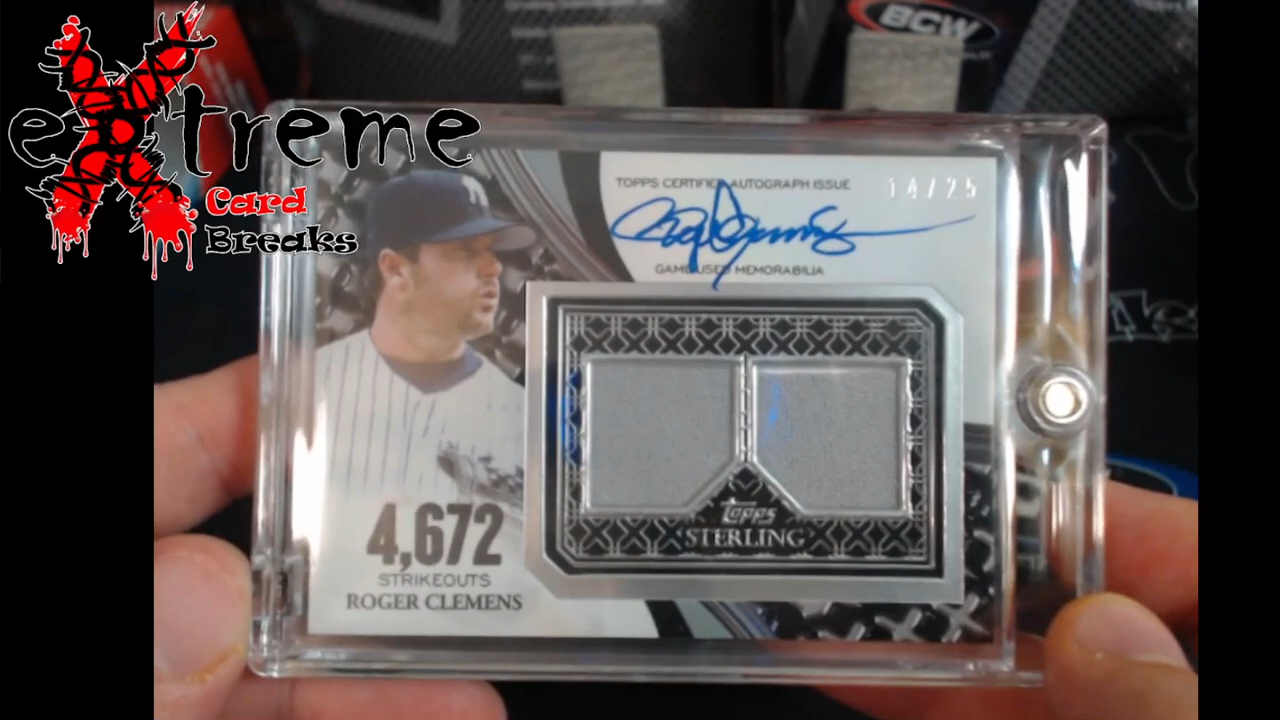 BCW
eXtreme
Card
Breaks
TOPPS CERTIFIED AUTOGRAPH ISSUE
14/25
GAME-USED MEMORABILIA
topps
STERLING
4,672
STRIKEOUTS
ROGER CLEMENS